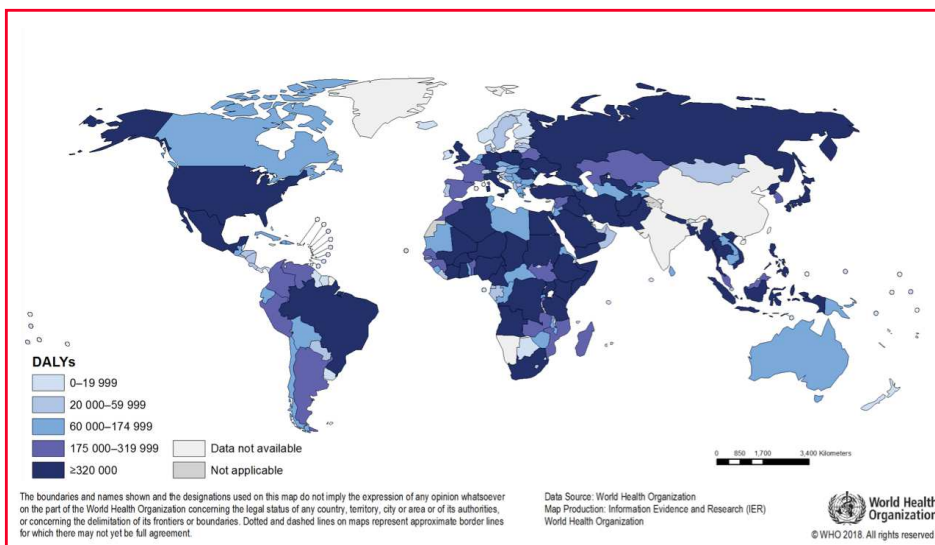 DALYs
0–19 999
20 000–59 999
60 000–174 999
175 000–319 999
≥320 000
Data not available
Not applicable
0 850 1,700 3,400 Kilometers
The boundaries and names shown and the designations used on this map do not imply the expression of any opinion whatsoever
on the part of the World Health Organization concerning the legal status of any country, territory, city or area or of its authorities,
or concerning the delimitation of its frontiers or boundaries. Dotted and dashed lines on maps represent approximate border lines
for which there may not yet be full agreement.
Data Source: World Health Organization
Map Production: Information Evidence and Research (IER)
World Health Organization
World Health
Organization
© WHO 2018. All rights reserved.